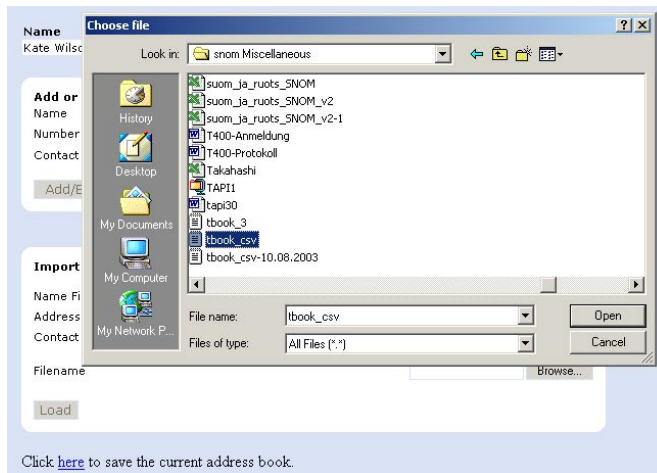 Name
Kate Wilso
Choose file
Look in:
snom Miscellaneous
Add or
Name
Number
Contact
Add/E
History
Desktop
My Documents
My Computer
My Network P...
suom_ja_ruots_SNOM
suom_ja_ruots_SNOM_v2
suom_ja_ruots_SNOM_v2-1
T400-Anmeldung
T400-Protokoll
Takahashi
TAPI1
tapi30
tbook_3
tbook_csv
tbook_csv-10.08.2003
File name:
tbook_csv
Open
Files of type:
All Files (*.*)
Cancel
Import
Name Fi
Address
Contact
Filename
Browse...
Load
Click here to save the current address book.